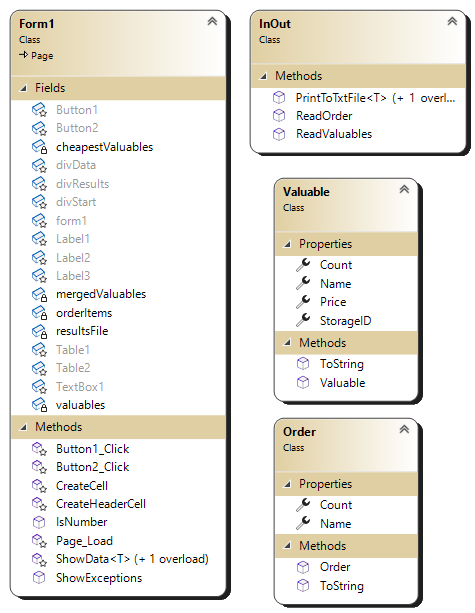 Form1
Class
Page
Fields
Button1
Button2
cheapestValuables
divData
divResults
divStart
form1
Label1
Label2
Label3
mergedValuables
orderItems
resultsFile
Table1
Table2
TextBox1
valuables
Methods
Button1_Click
Button2_Click
CreateCell
CreateHeaderCell
IsNumber
Page_Load
ShowData<T> (+ 1 overload)
ShowExceptions
InOut
Class
Methods
PrintToTxtFile<T> (+ 1 overl...
ReadOrder
ReadValuables
Valuable
Class
Properties
Count
Name
Price
StorageID
Methods
ToString
Valuable
Order
Class
Properties
Count
Name
Methods
Order
ToString